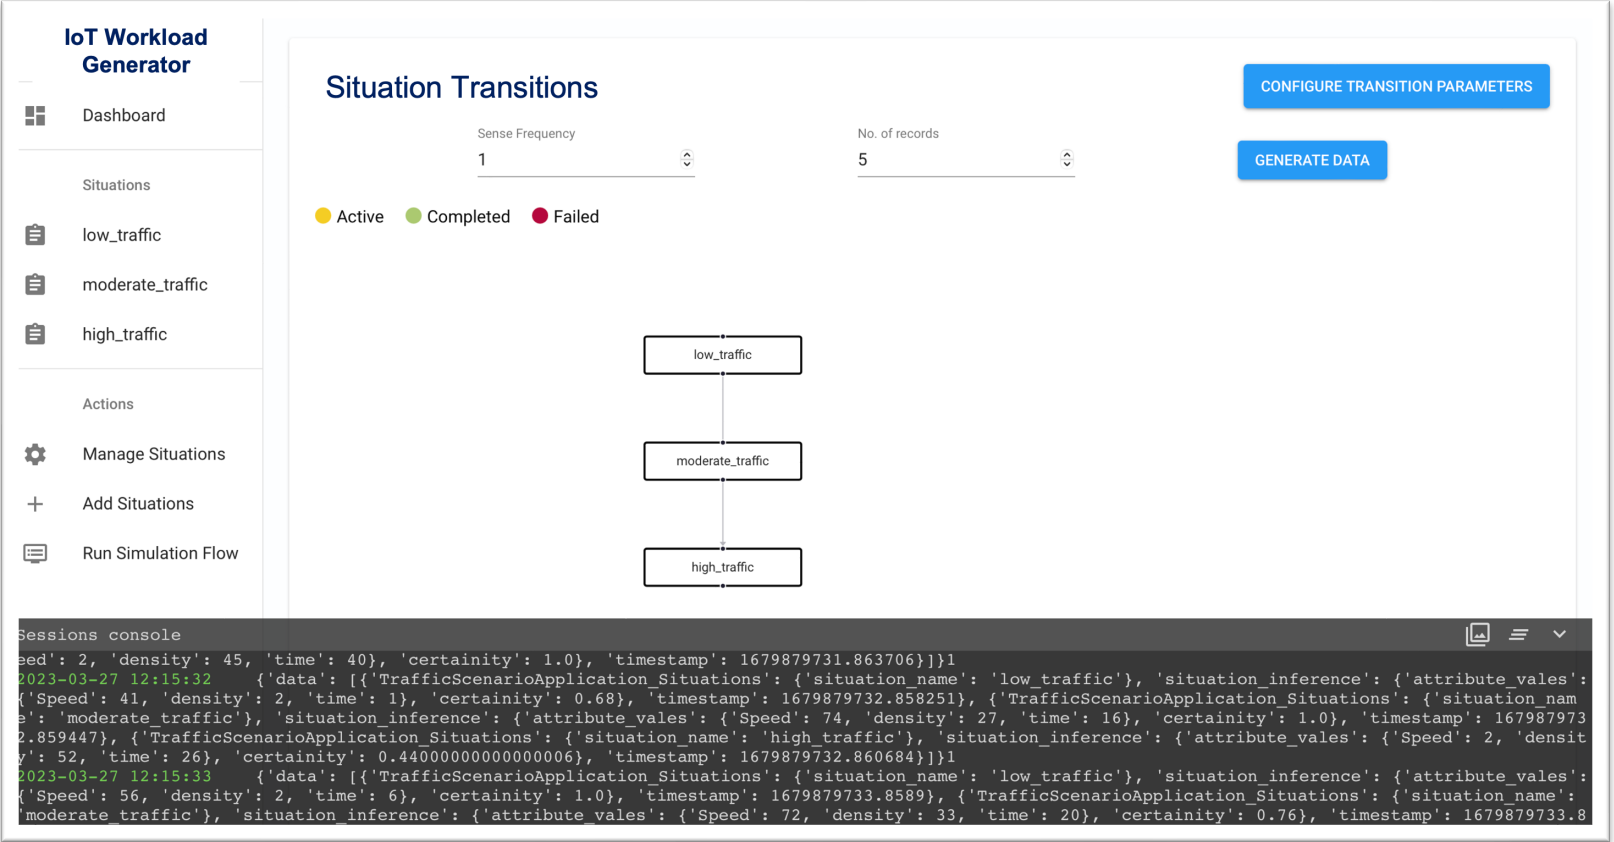 IoT Workload
Generator
Dashboard
Situations
low_traffic
moderate_traffic
high_traffic
Actions
Manage Situations
Add Situations
Run Simulation Flow
Situation Transitions
CONFIGURE TRANSITION PARAMETERS
Sense Frequency
1
No. of records
5
GENERATE DATA
Active
Completed
Failed
low_traffic
moderate_traffic
high_traffic
Sessions console
eed': 2, 'density': 45, 'time': 40}, 'certainity': 1.0}, 'timestamp': 1679879731.863706}]}1
2023-03-27 12:15:32 {'data': [{'TrafficScenarioApplication_Situations': {'situation_name': 'low_traffic'}, 'situation_inference': {'attribute_vales':
{'Speed': 41, 'density': 2, 'time': 1}, 'certainity': 0.68}, 'timestamp': 1679879732.858251}, {'TrafficScenarioApplication_Situations': {'situation_nam
e': 'moderate_traffic'}, 'situation_inference': {'attribute_vales': {'Speed': 74, 'density': 27, 'time': 16}, 'certainity': 1.0}, 'timestamp': 167987973
2.859447}, {'TrafficScenarioApplication_Situations': {'situation_name': 'high_traffic'}, 'situation_inference': {'attribute_vales': {'Speed': 2, 'densit
y': 52, 'time': 26}, 'certainity': 0.44000000000000006}, 'timestamp': 1679879732.860684}]}1
2023-03-27 12:15:33 {'data': [{'TrafficScenarioApplication_Situations': {'situation_name': 'low_traffic'}, 'situation_inference': {'attribute_vales':
{'Speed': 56, 'density': 2, 'time': 6}, 'certainity': 1.0}, 'timestamp': 1679879733.8589}, {'TrafficScenarioApplication_Situations': {'situation_name':
'moderate_traffic'}, 'situation_inference': {'attribute_vales': {'Speed': 72, 'density': 33, 'time': 20}, 'certainity': 0.76}, 'timestamp': 1679879733.8